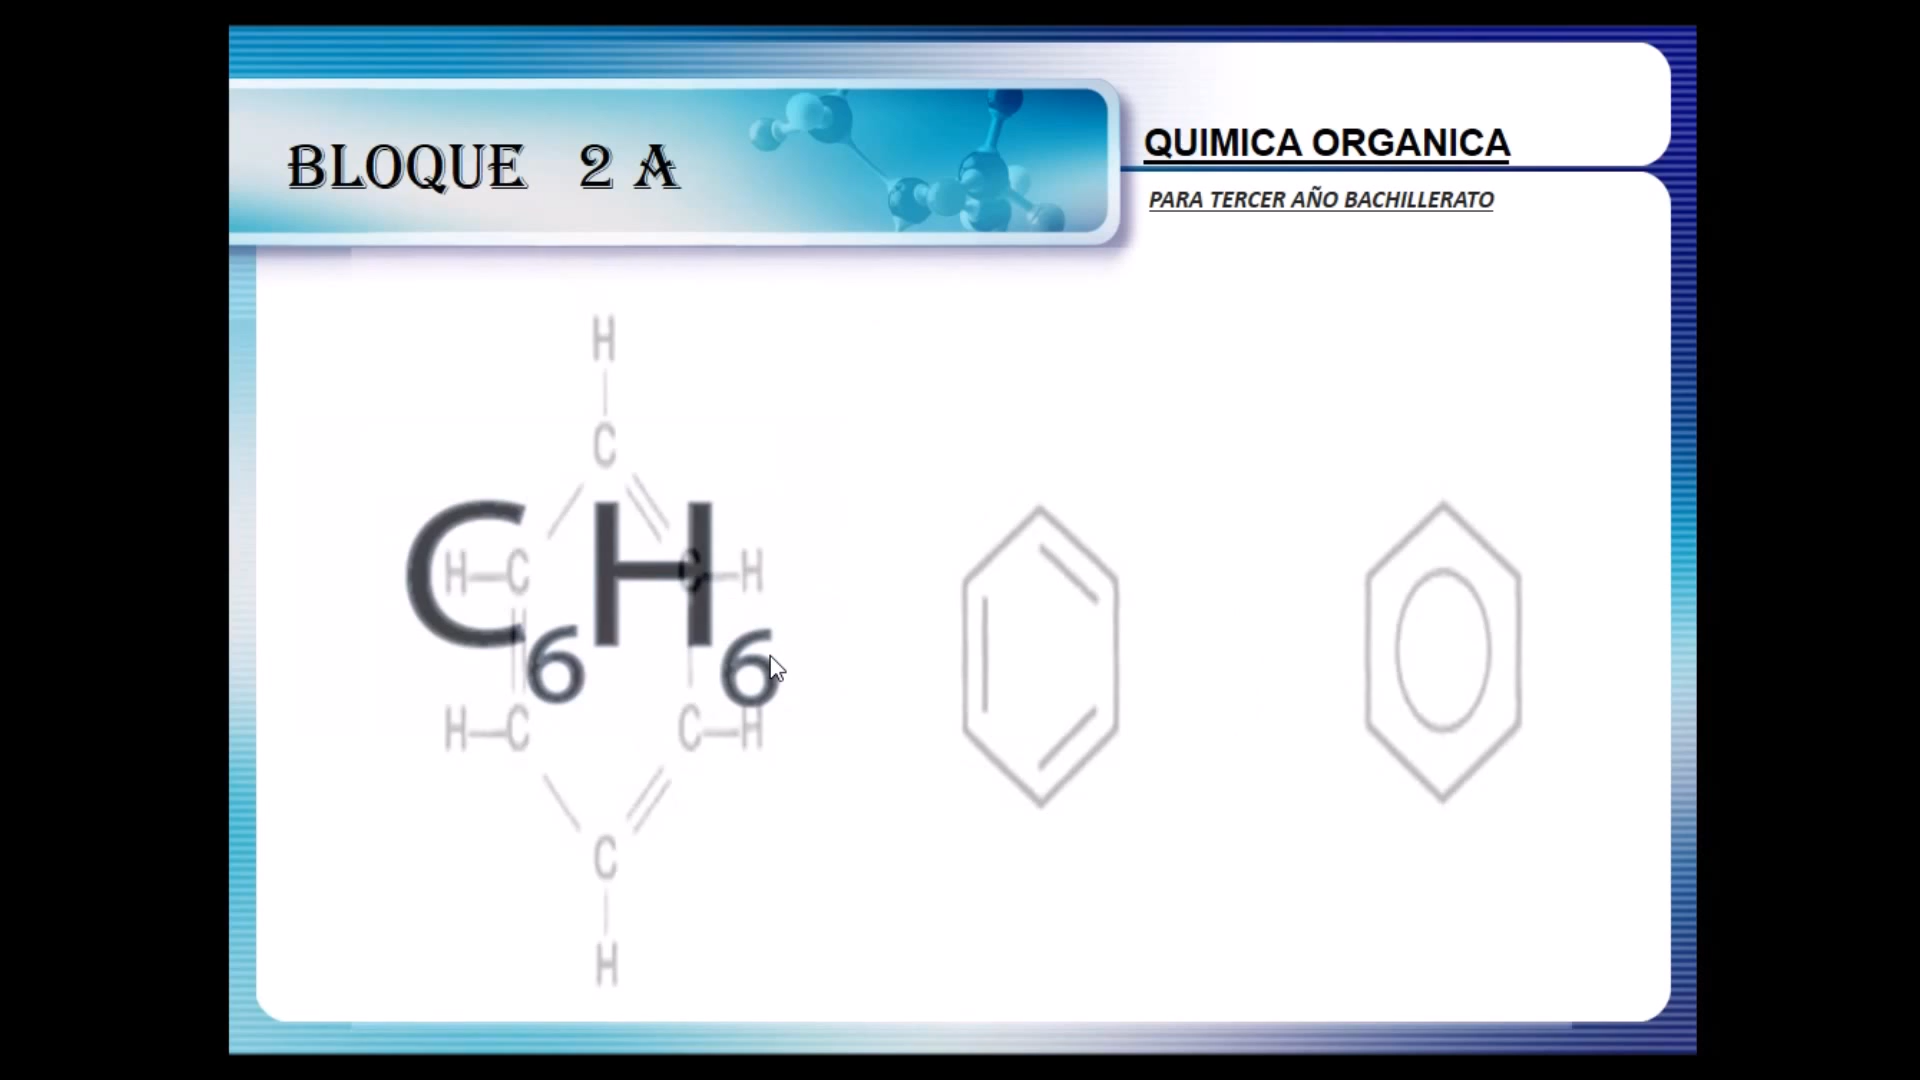 BLOQUE 2 A
QUIMICA ORGANICA
PARA TERCER AÑO BACHILLERATO
H
C
C6H6
H C C H
H C C H
C
H